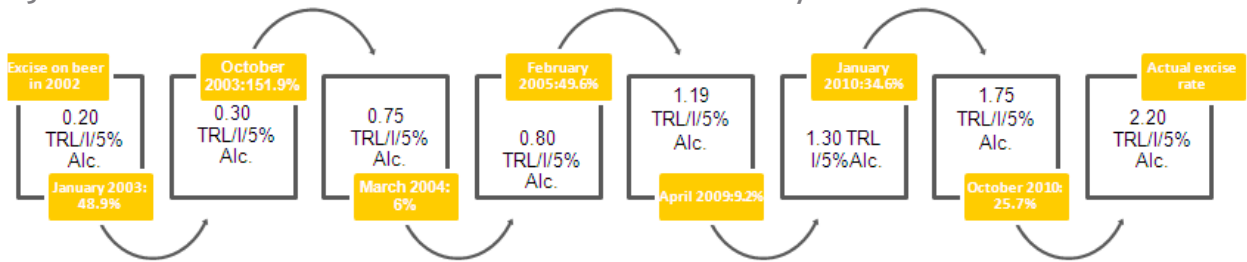 Excise on beer
in 2002
0.20
TRL/l/5%
Alc.
January 2003:
48.9%
October
2003:151.9%
0.30
TRL/l/5%
Alc.
0.75
TRL/l/5%
Alc.
March 2004:
6%
February
2005:49.6%
0.80
TRL/l/5%
Alc.
1.19
TRL/l/5%
Alc.
April 2009:9.2%
January
2010:34.6%
1.30 TRL
l/5%Alc.
1.75
TRL/l/5%
Alc.
October 2010:
25.7%
Actual excise
rate
2.20
TRL/l/5%
Alc.